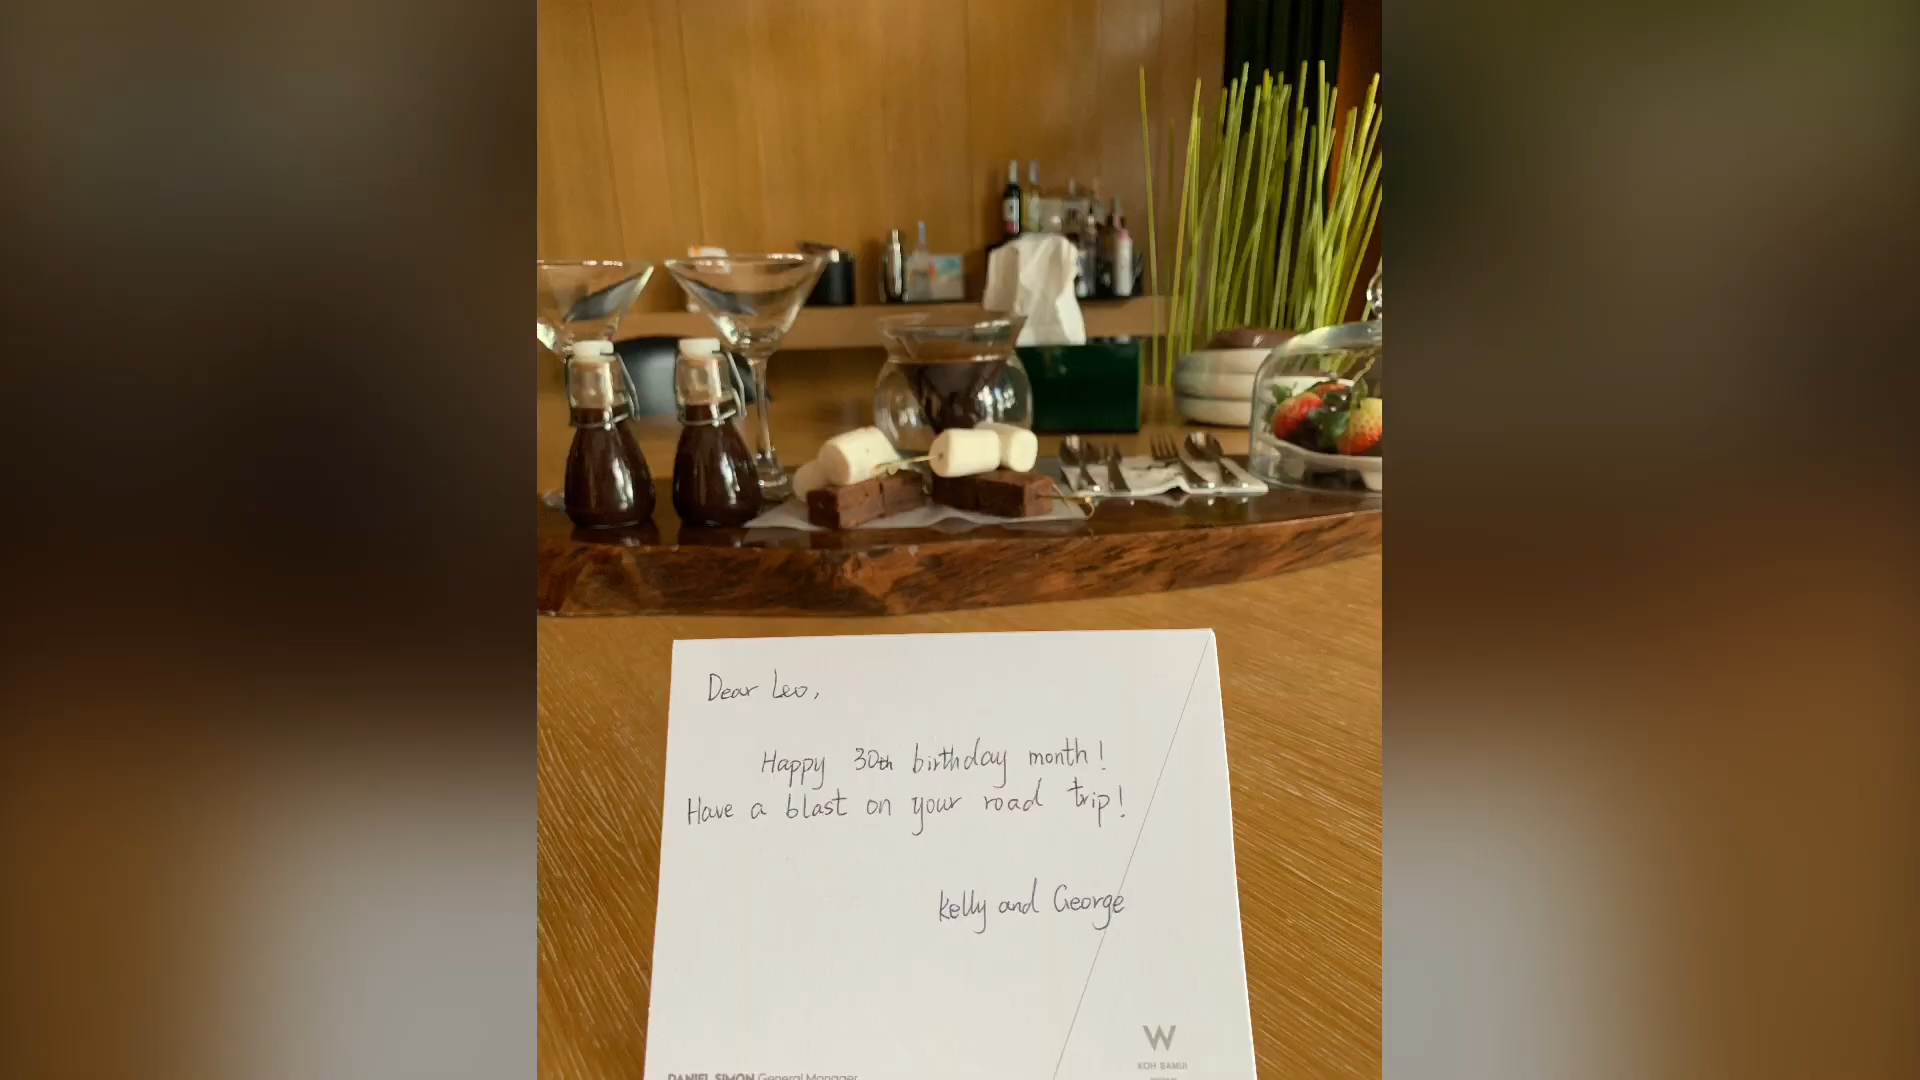 Dear Leo,
Happy 30th birthday month!
Have a blast on your road trip!
Kelly and George
W
KOH SAMUI
DANIEL SIMON General Manager